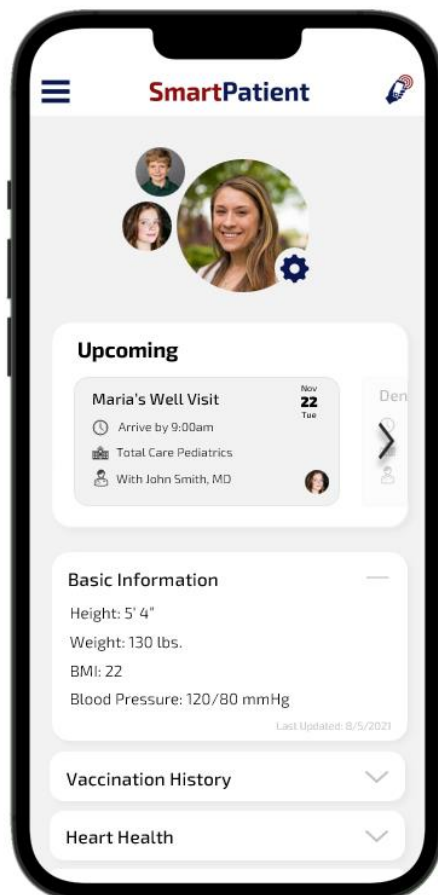 SmartPatient
Upcoming
Maria's Well Visit
Nov
22
Tue
Arrive by 9:00am
Total Care Pediatrics
With John Smith, MD
Den
Basic Information
Height: 5' 4"
Weight: 130 lbs.
BMI: 22
Blood Pressure: 120/80 mmHg
Last Updated: 8/5/2021
Vaccination History
Heart Health